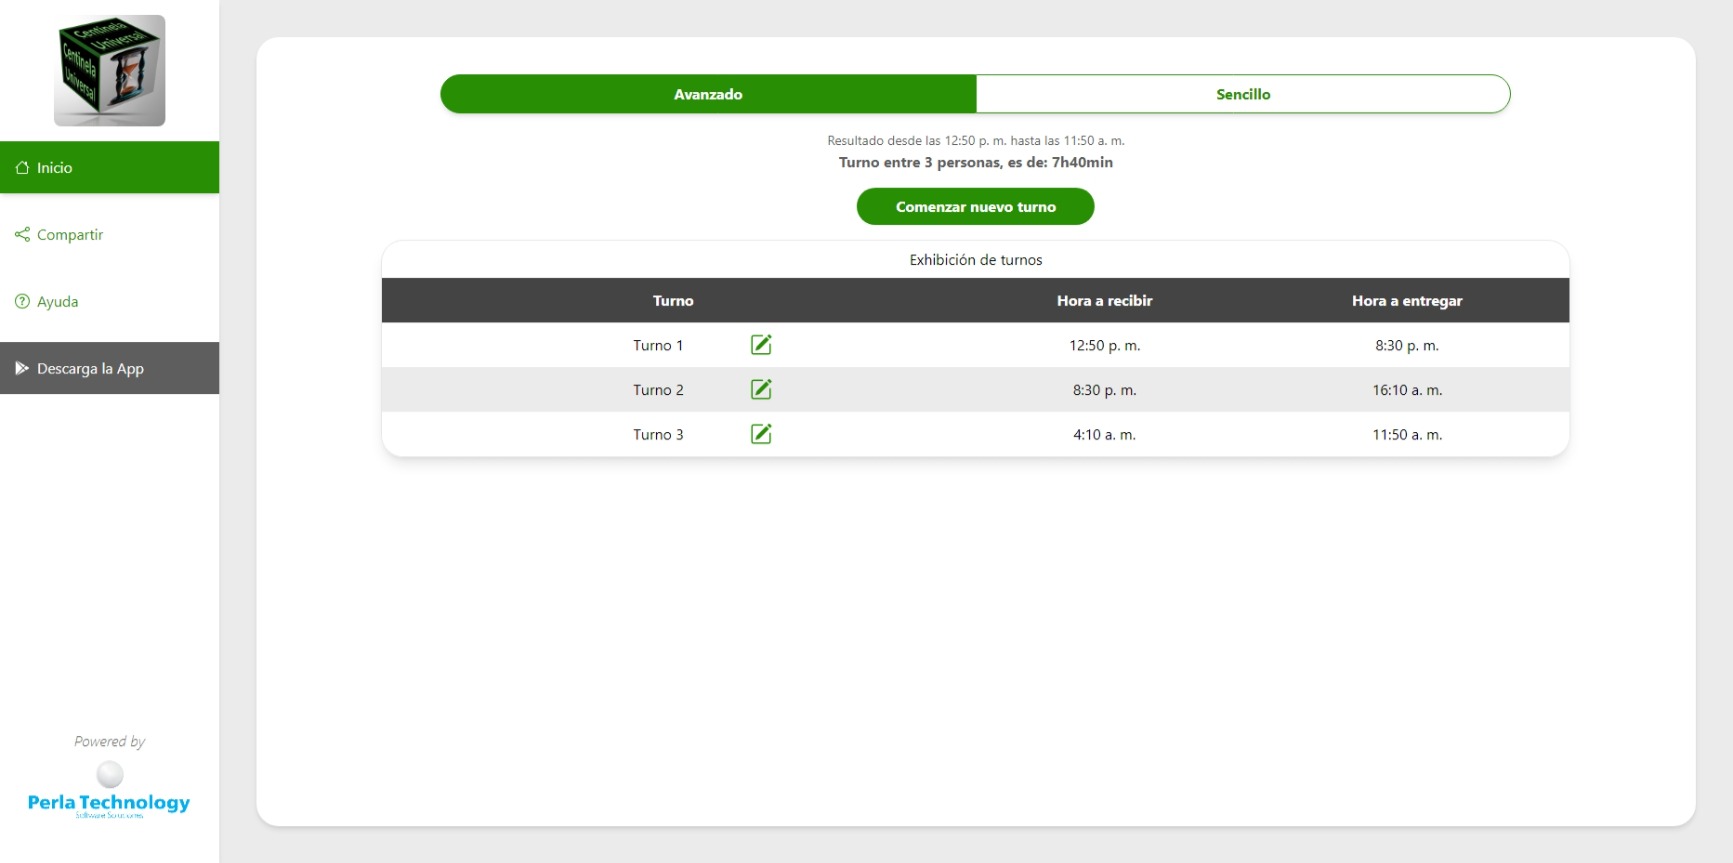 Centinela
Universal
Centinela
Universal
Inicio
Compartir
Ayuda
Descarga la App
Powered by
Perla Technology
Software Solutiones
Avanzado
Sencillo
Resultado desde las 12:50 p. m. hasta las 11:50 a. m.
Turno entre 3 personas, es de: 7h40min
Comenzar nuevo turno
Exhibición de turnos
Turno Hora a recibir Hora a entregar
Turno 1 12:50 p. m. 8:30 p. m.
Turno 2 8:30 p. m. 16:10 a. m.
Turno 3 4:10 a. m. 11:50 a. m.